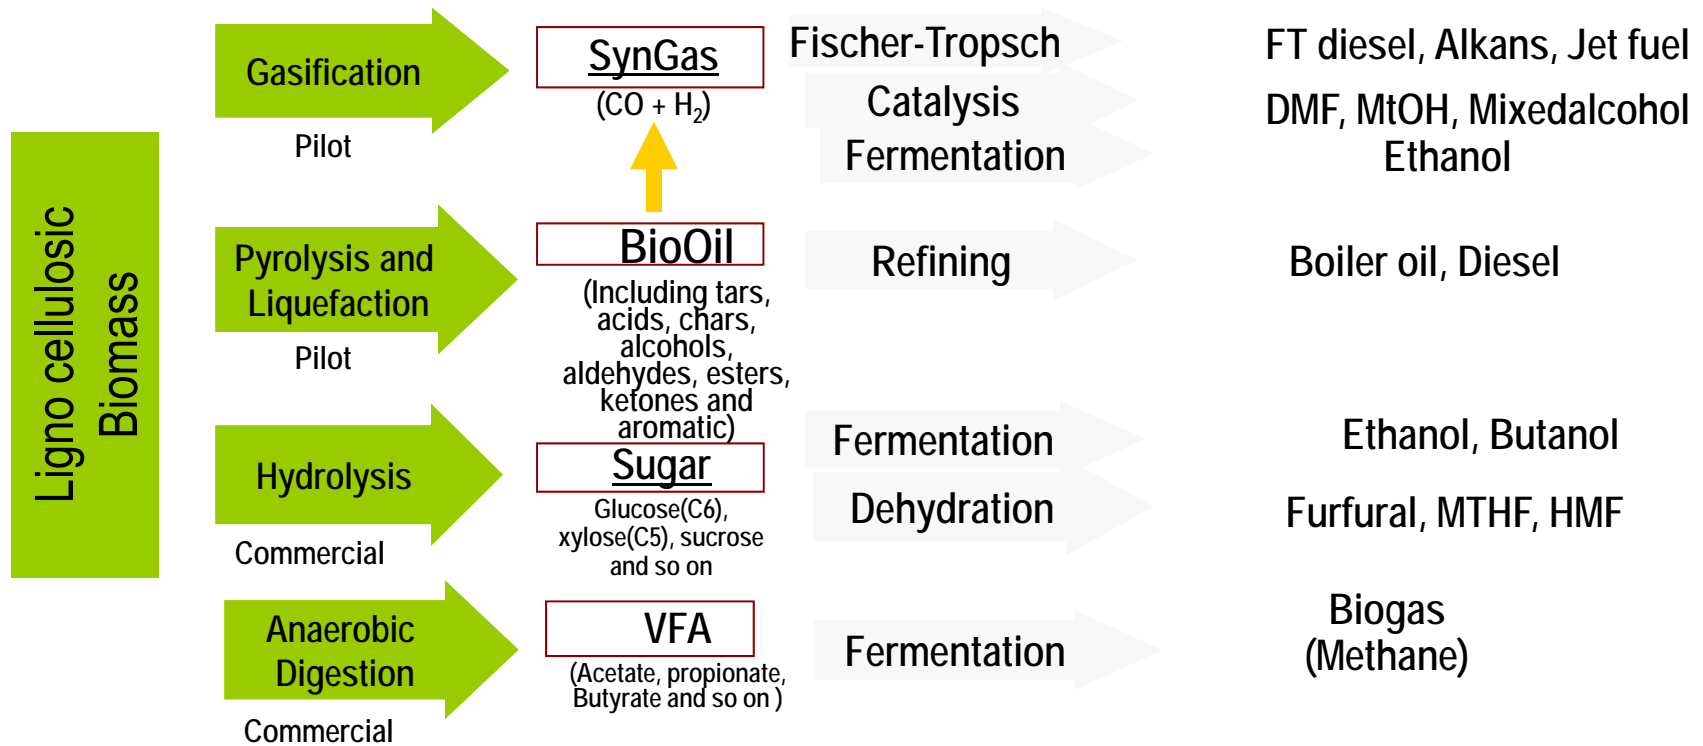 Ligno cellulosic
Biomass
Gasification
Pilot
SynGas
(CO + H₂)
Fischer-Tropsch
FT diesel, Alkans, Jet fuel
Catalysis
DMF, MtOH, Mixedalcohol
Fermentation
Ethanol
Pyrolysis and
Liquefaction
Pilot
BioOil
(Including tars,
acids, chars,
alcohols,
aldehydes, esters,
ketones and
aromatic)
Refining
Boiler oil, Diesel
Hydrolysis
Commercial
Sugar
Glucose(C6),
xylose(C5), sucrose
and so on
Fermentation
Ethanol, Butanol
Dehydration
Furfural, MTHF, HMF
Anaerobic
Digestion
Commercial
VFA
(Acetate, propionate,
Butyrate and so on )
Fermentation
Biogas
(Methane)